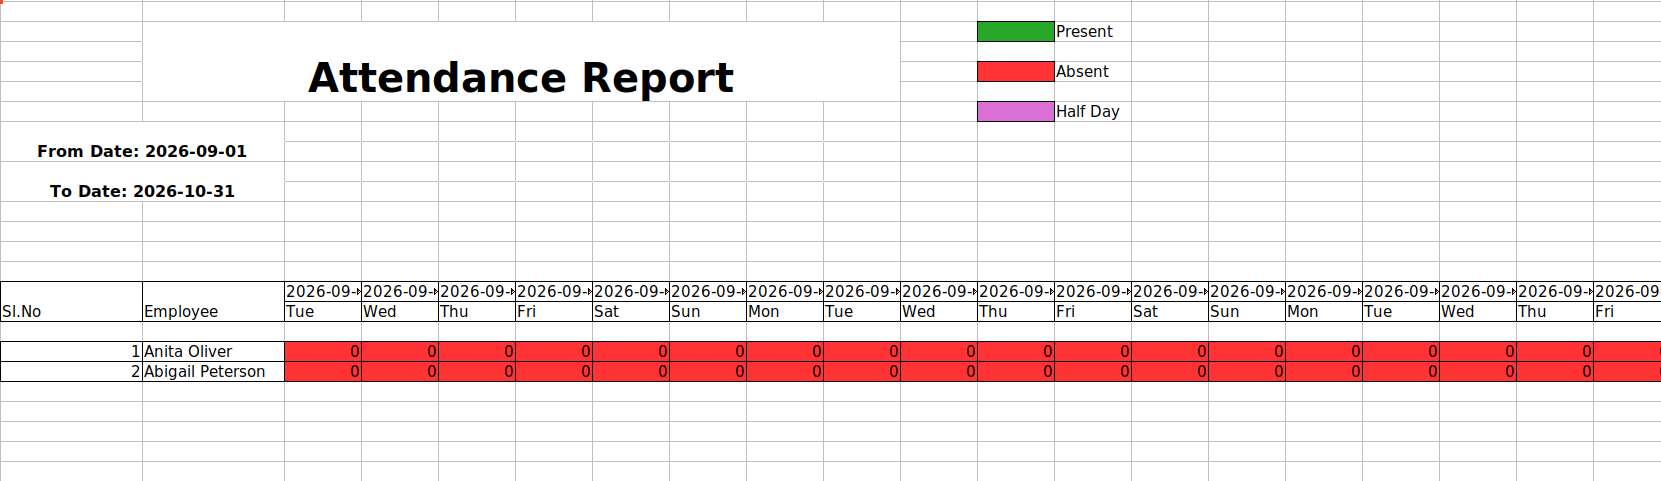 Present
Attendance Report
Absent
Half Day
From Date: 2026-09-01
To Date: 2026-10-31
2026-09- 2026-09- 2026-09- 2026-09- 2026-09- 2026-09- 2026-09- 2026-09- 2026-09- 2026-09- 2026-09- 2026-09- 2026-09- 2026-09- 2026-09- 2026-09- 2026-09- 2026-09
Sl.No Employee Tue Wed Thu Fri Sat Sun Mon Tue Wed Thu Fri Sat Sun Mon Tue Wed Thu Fri
1 Anita Oliver 0 0 0 0 0 0 0 0 0 0 0 0 0 0 0 0 0
2 Abigail Peterson 0 0 0 0 0 0 0 0 0 0 0 0 0 0 0 0 0